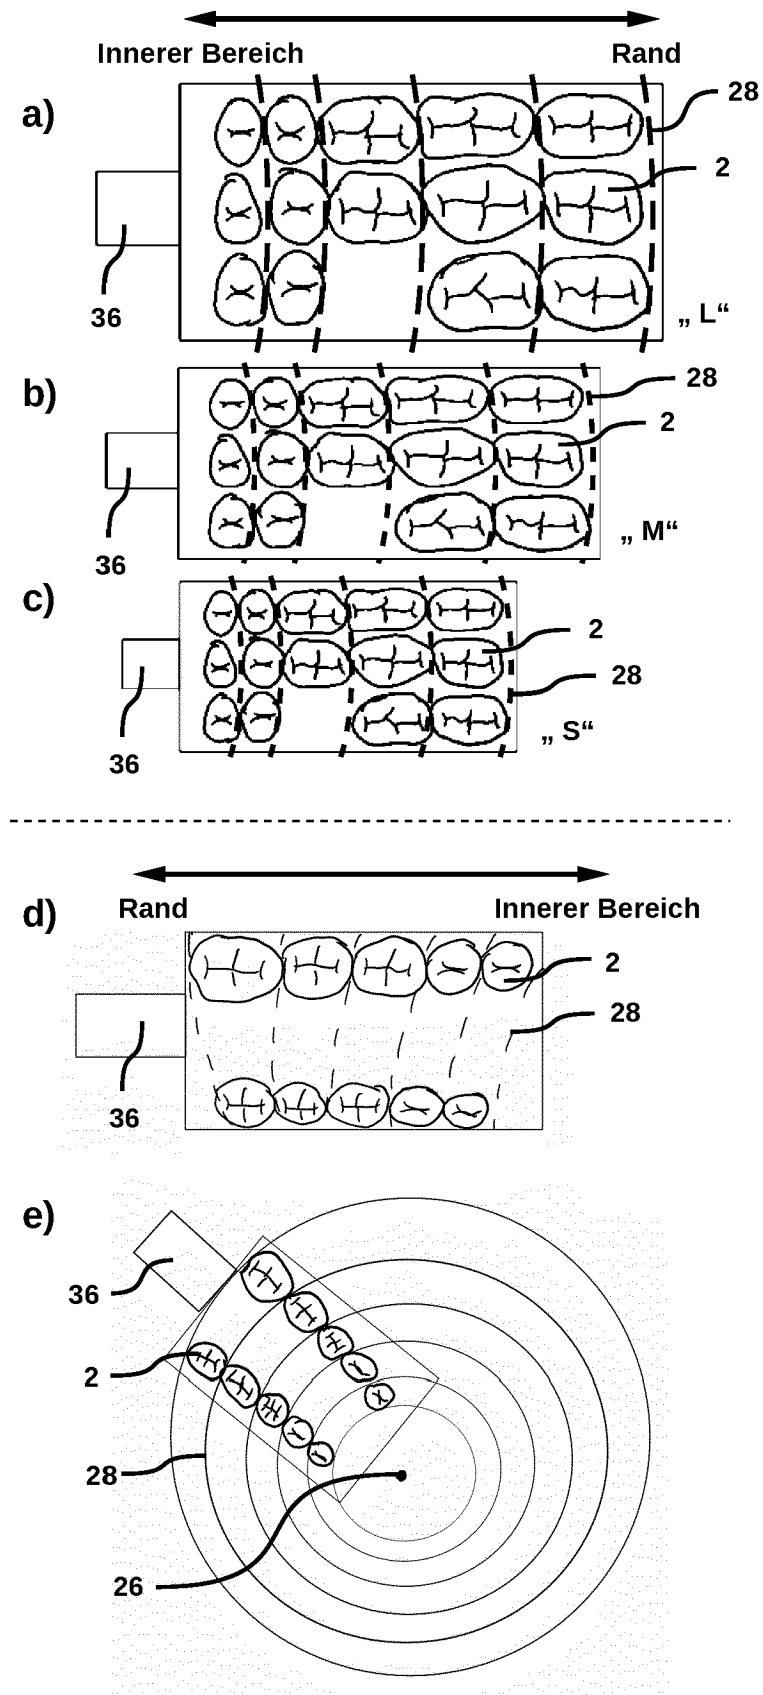 Innerer Bereich Rand
a)
28
2
36
„ L“
b)
28
2
36
„ M“
c)
2
28
„ S“
36
Rand Innerer Bereich
d)
2
28
36
e)
36
2
28
26